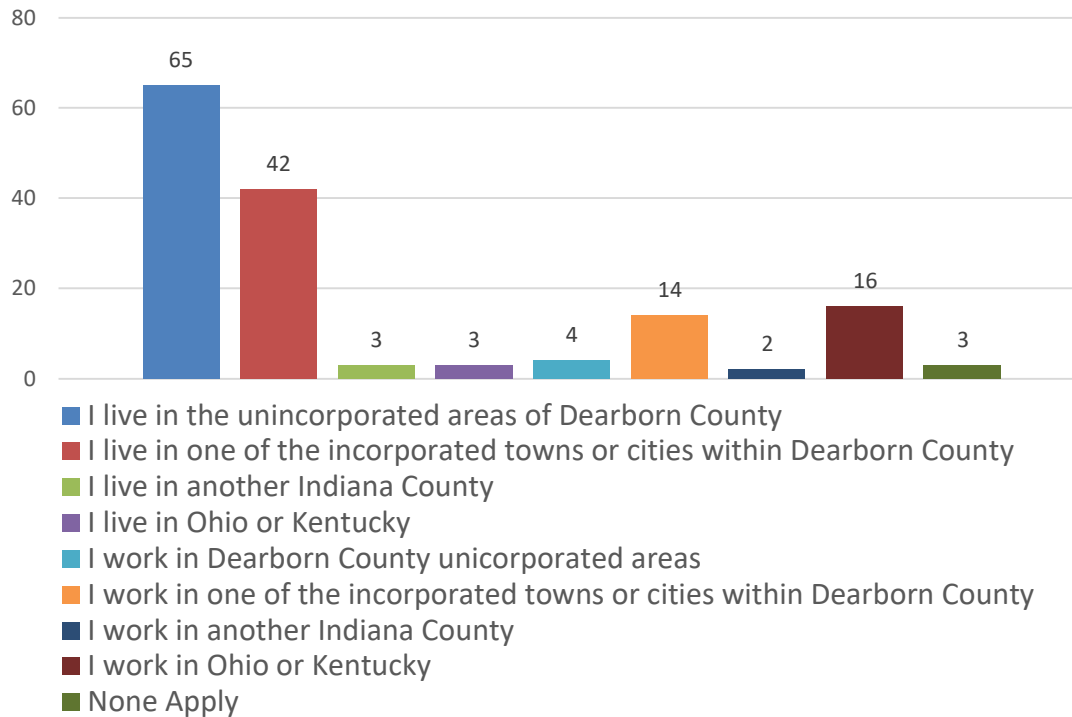 80
65
60
42
40
20
16
14
3
3
4
2
3
0
I live in the unincorporated areas of Dearborn County
I live in one of the incorporated towns or cities within Dearborn County
I live in another Indiana County
I live in Ohio or Kentucky
I work in Dearborn County unicorporated areas
I work in one of the incorporated towns or cities within Dearborn County
I work in another Indiana County
I work in Ohio or Kentucky
None Apply